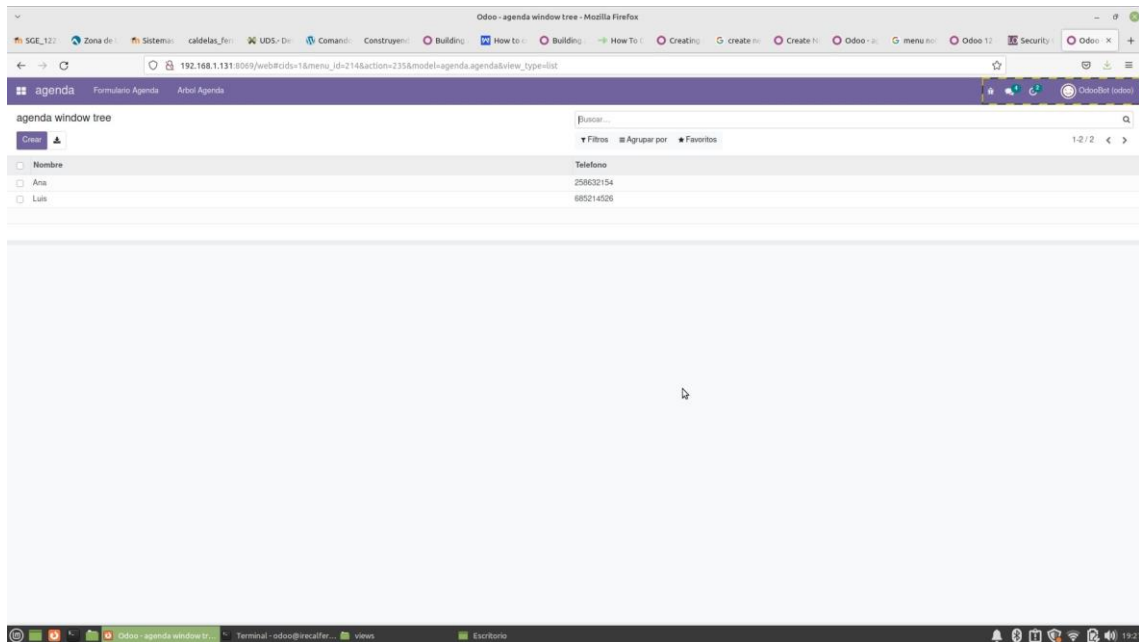 Odoo - agenda window tree - Mozilla Firefox
SGE_122 Zona de Sistemas caldelas_fer UDS.- De Comando Construyend Building How to Building How To C Creating create Create Odoo - menu Odoo 12 Security Odoo
192.168.1.131:8069/web#cids=1&menu_id=214&action=235&model=agenda.agenda&view_type=list
agenda Formulario Agenda Arbol Agenda OdooBot (odoo)
agenda window tree Buscar...
Crear Filtros Agrupar por Favoritos 1-2 / 2
Nombre Telefono
Ana 258632154
Luis 685214526
Odoo - agenda window tr... Terminal - odoo@irecalfer... views Escritorio